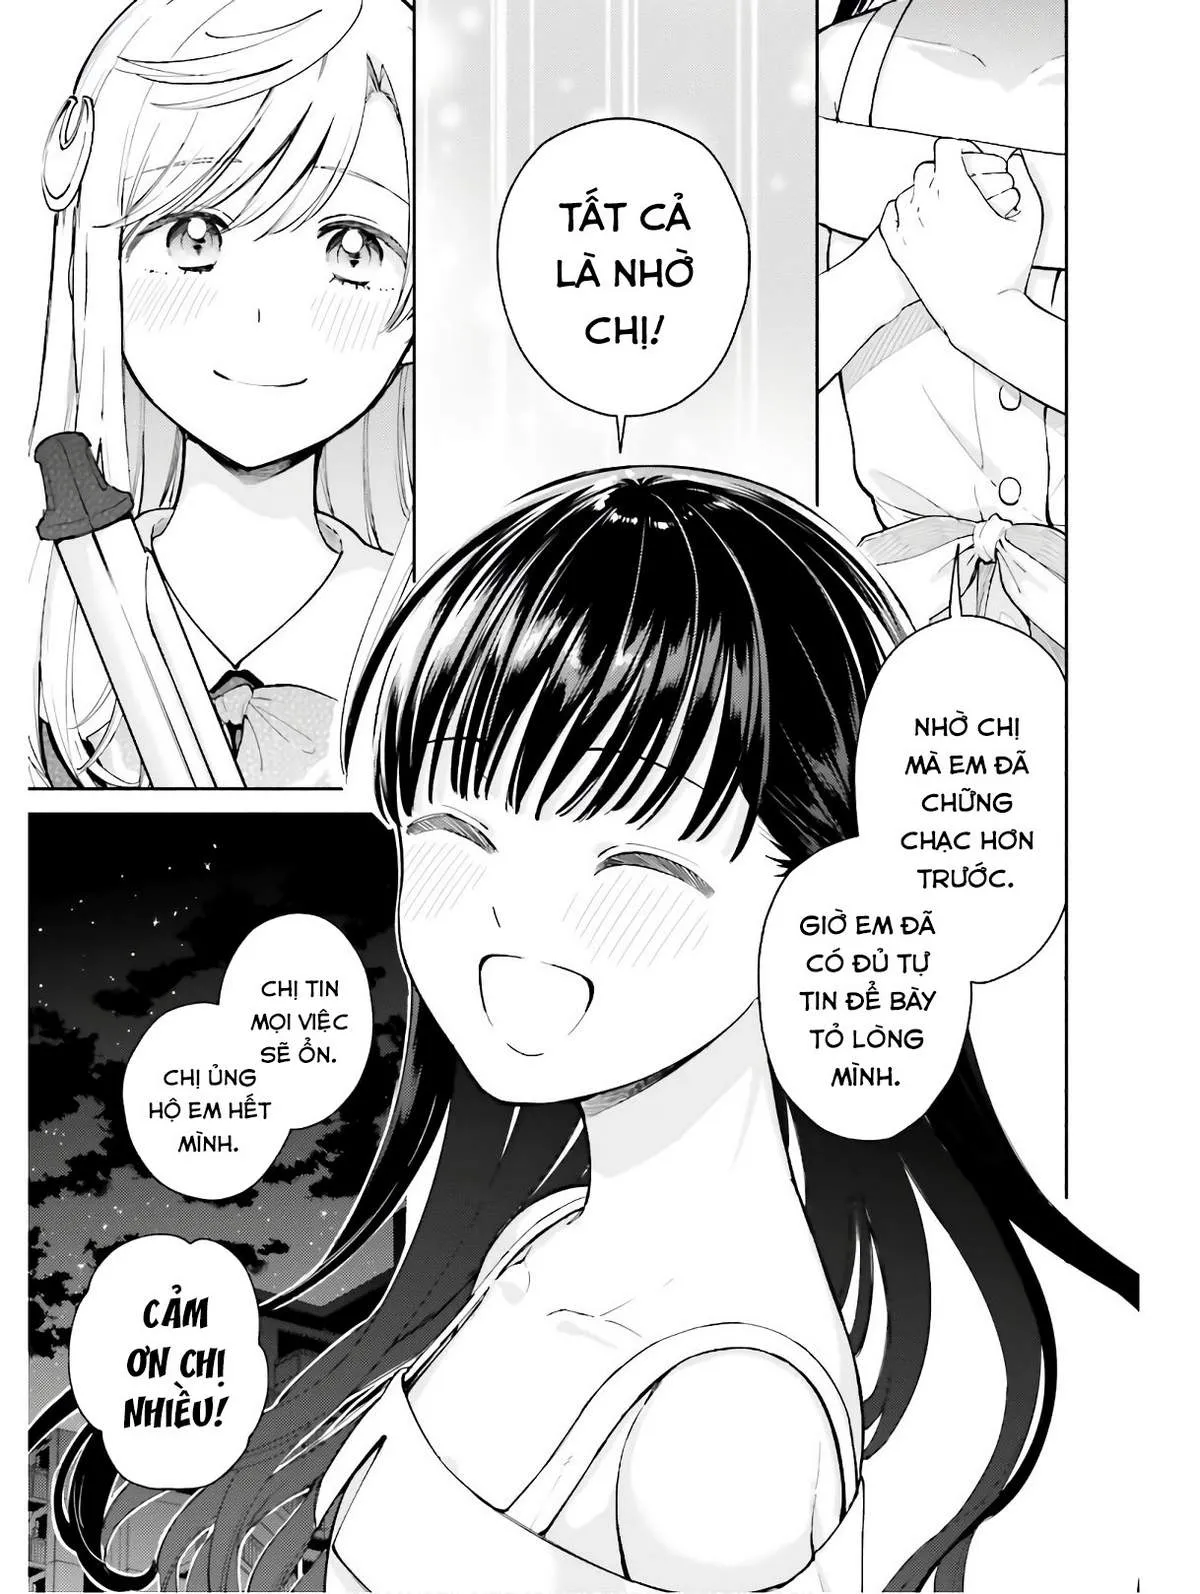 NHỜ CHỊ
MÀ EM ĐÃ
CHỮNG
CHẠC HƠN
TRƯỚC.
GIỜ EM ĐÃ
CÓ ĐỦ TỰ
TIN ĐỂ BÀY
TỎ LÒNG
MÌNH.
TẤT CẢ
LÀ NHỜ
CHỊ!
CHỊ TIN
MỌI VIỆC
SẼ ỔN.
CHỊ ỦNG
HỘ EM HẾT
MÌNH.
CẢM
ƠN CHỊ
NHIỀU!